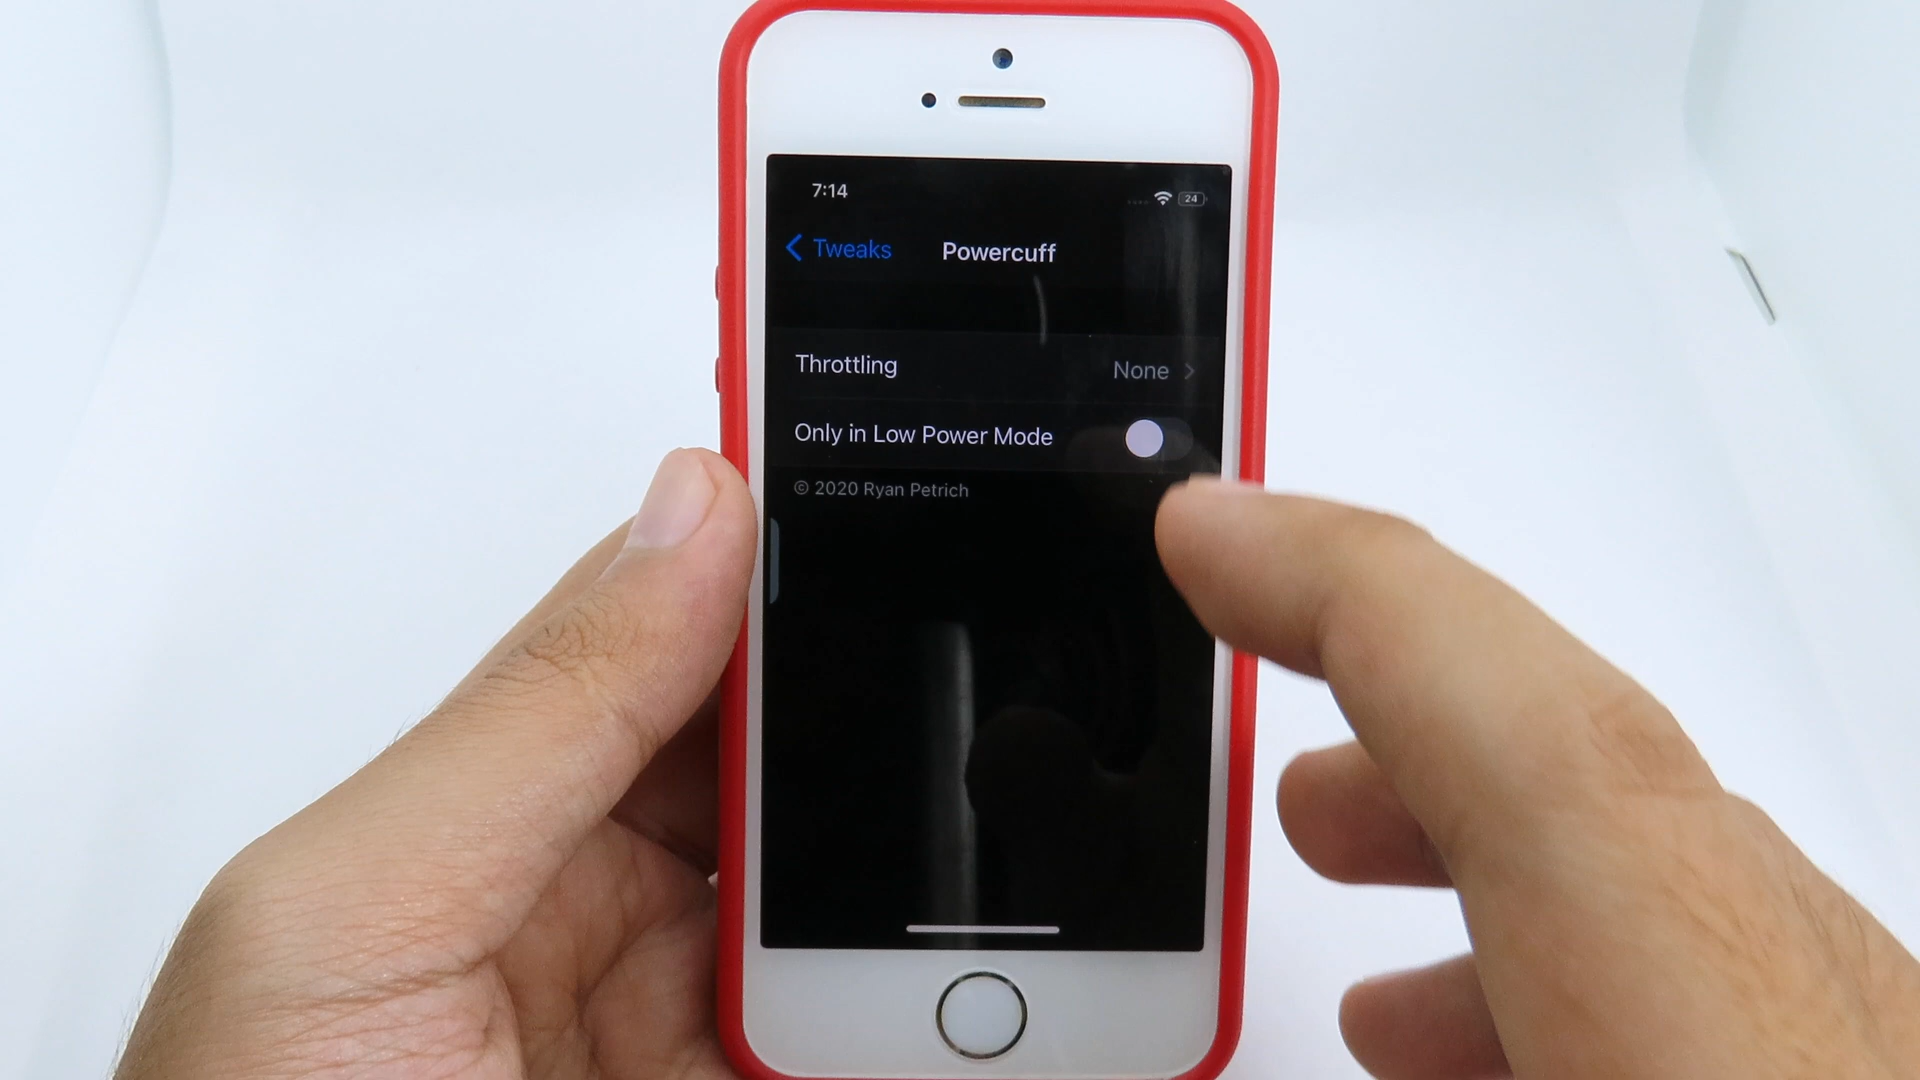 7:14
24
Tweaks
Powercuff
Throttling
None
Only in Low Power Mode
© 2020 Ryan Petrich